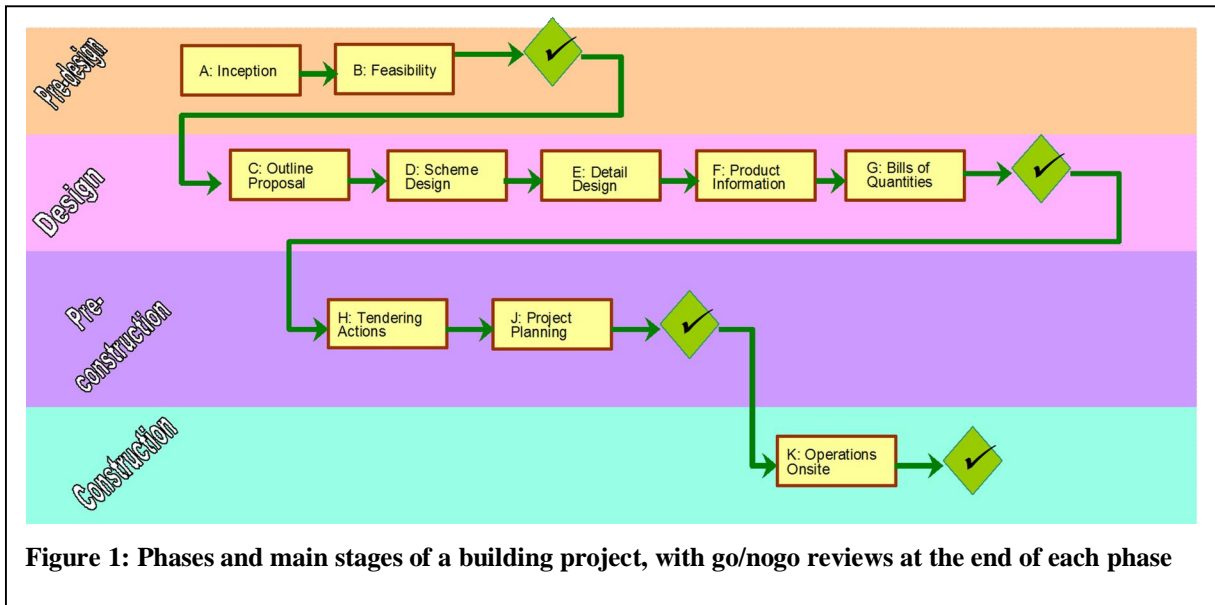 Pre-design
A: Inception
B: Feasibility
Design
C: Outline
Proposal
D: Scheme
Design
E: Detail
Design
F: Product
Information
G: Bills of
Quantities
Pre-
construction
H: Tendering
Actions
J: Project
Planning
Construction
K: Operations
Onsite
Figure 1: Phases and main stages of a building project, with go/nogo reviews at the end of each phase